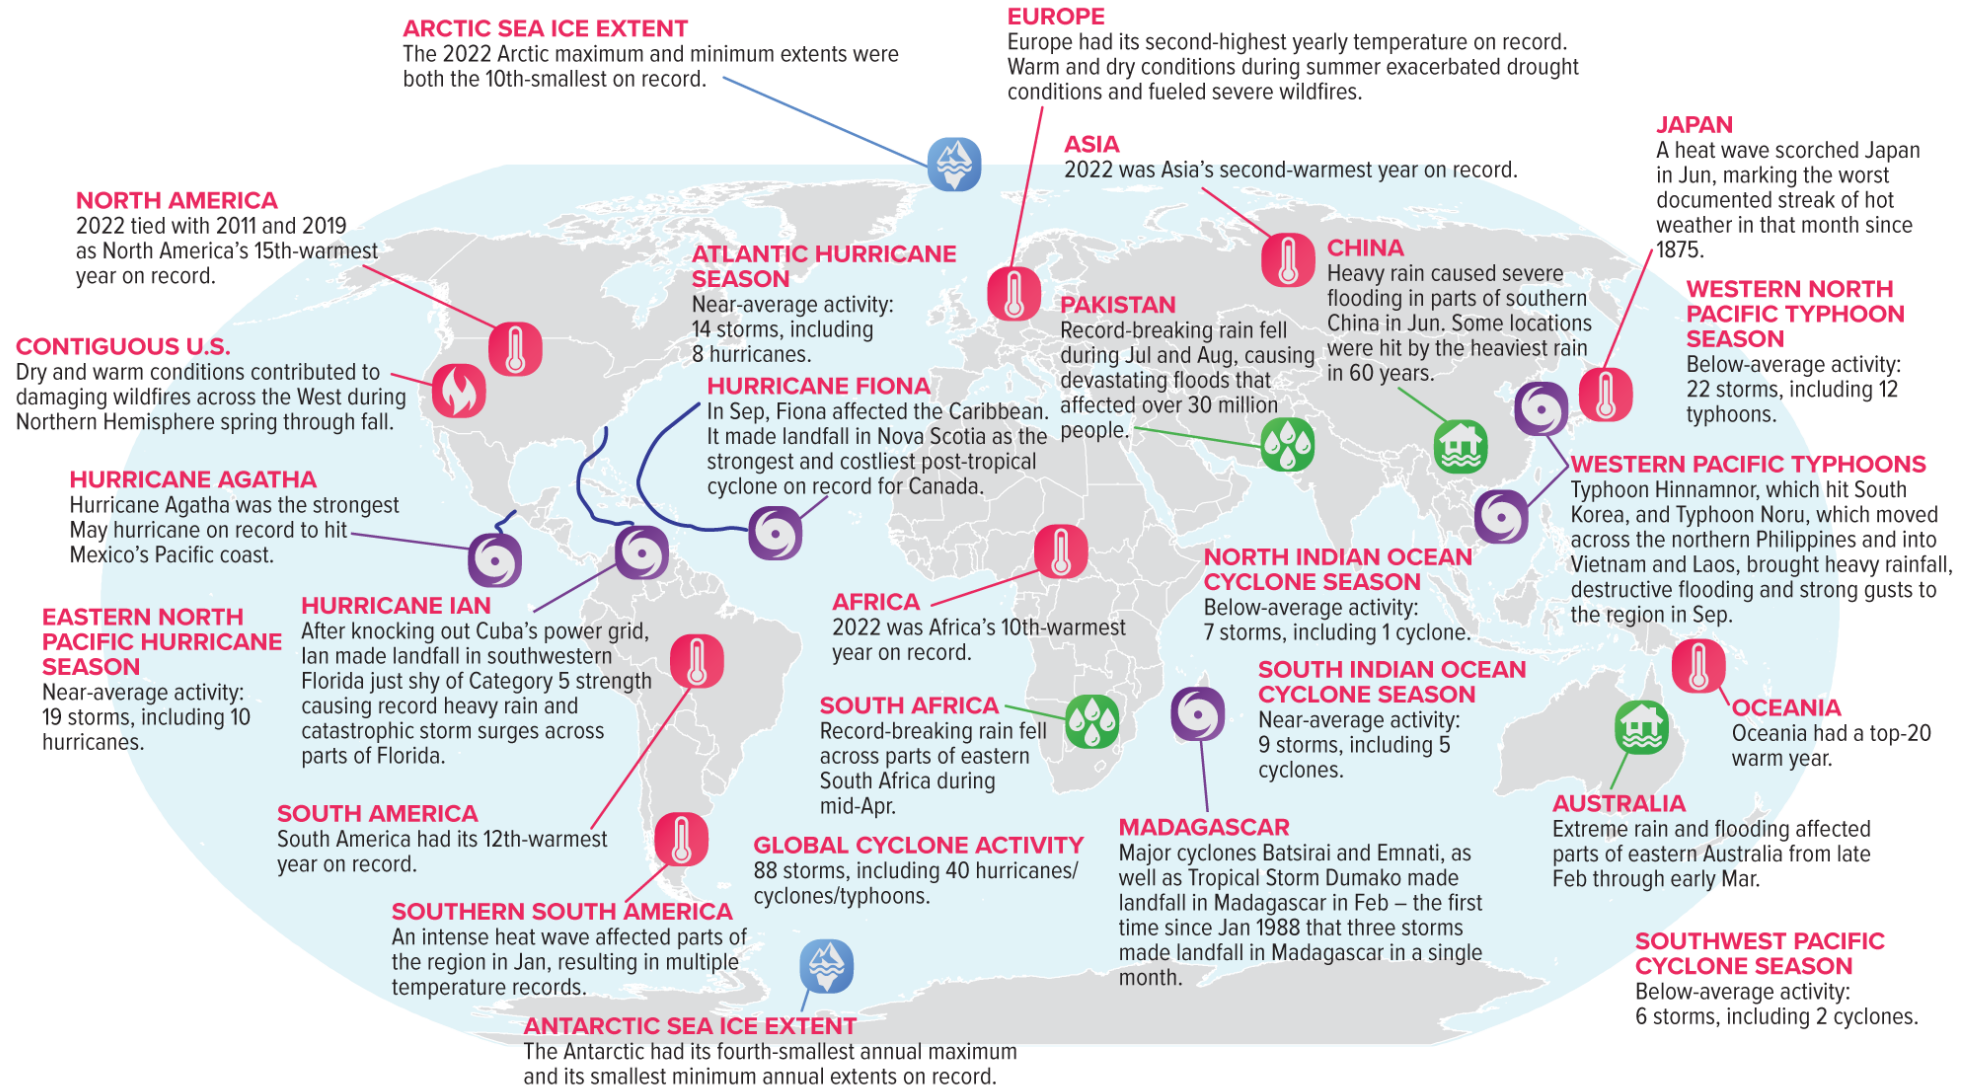 ARCTIC SEA ICE EXTENT
The 2022 Arctic maximum and minimum extents were
both the 10th-smallest on record.
EUROPE
Europe had its second-highest yearly temperature on record.
Warm and dry conditions during summer exacerbated drought
conditions and fueled severe wildfires.
ASIA
2022 was Asia's second-warmest year on record.
JAPAN
A heat wave scorched Japan
in Jun, marking the worst
documented streak of hot
weather in that month since
1875.
NORTH AMERICA
2022 tied with 2011 and 2019
as North America's 15th-warmest
year on record.
ATLANTIC HURRICANE
SEASON
Near-average activity:
14 storms, including
8 hurricanes.
CHINA
Heavy rain caused severe
flooding in parts of southern
China in Jun. Some locations
were hit by the heaviest rain
in 60 years.
PAKISTAN
Record-breaking rain fell
during Jul and Aug, causing
devastating floods that
affected over 30 million
people.
WESTERN NORTH
PACIFIC TYPHOON
SEASON
Below-average activity:
22 storms, including 12
typhoons.
CONTIGUOUS U.S.
Dry and warm conditions contributed to
damaging wildfires across the West during
Northern Hemisphere spring through fall.
HURRICANE FIONA
In Sep, Fiona affected the Caribbean.
It made landfall in Nova Scotia as the
strongest and costliest post-tropical
cyclone on record for Canada.
HURRICANE AGATHA
Hurricane Agatha was the strongest
May hurricane on record to hit
Mexico's Pacific coast.
WESTERN PACIFIC TYPHOONS
Typhoon Hinnamnor, which hit South
Korea, and Typhoon Noru, which moved
across the northern Philippines and into
Vietnam and Laos, brought heavy rainfall,
destructive flooding and strong gusts to
the region in Sep.
NORTH INDIAN OCEAN
CYCLONE SEASON
Below-average activity:
7 storms, including 1 cyclone.
EASTERN NORTH
PACIFIC HURRICANE
SEASON
Near-average activity:
19 storms, including 10
hurricanes.
HURRICANE IAN
After knocking out Cuba's power grid,
Ian made landfall in southwestern
Florida just shy of Category 5 strength
causing record heavy rain and
catastrophic storm surges across
parts of Florida.
AFRICA
2022 was Africa's 10th-warmest
year on record.
SOUTH INDIAN OCEAN
CYCLONE SEASON
Near-average activity:
9 storms, including 5
cyclones.
SOUTH AFRICA
Record-breaking rain fell
across parts of eastern
South Africa during
mid-Apr.
OCEANIA
Oceania had a top-20
warm year.
SOUTH AMERICA
South America had its 12th-warmest
year on record.
AUSTRALIA
Extreme rain and flooding affected
parts of eastern Australia from late
Feb through early Mar.
GLOBAL CYCLONE ACTIVITY
88 storms, including 40 hurricanes/
cyclones/typhoons.
MADAGASCAR
Major cyclones Batsirai and Emnati, as
well as Tropical Storm Dumako made
landfall in Madagascar in Feb – the first
time since Jan 1988 that three storms
made landfall in Madagascar in a single
month.
SOUTHERN SOUTH AMERICA
An intense heat wave affected parts of
the region in Jan, resulting in multiple
temperature records.
SOUTHWEST PACIFIC
CYCLONE SEASON
Below-average activity:
6 storms, including 2 cyclones.
ANTARCTIC SEA ICE EXTENT
The Antarctic had its fourth-smallest annual maximum
and its smallest minimum annual extents on record.